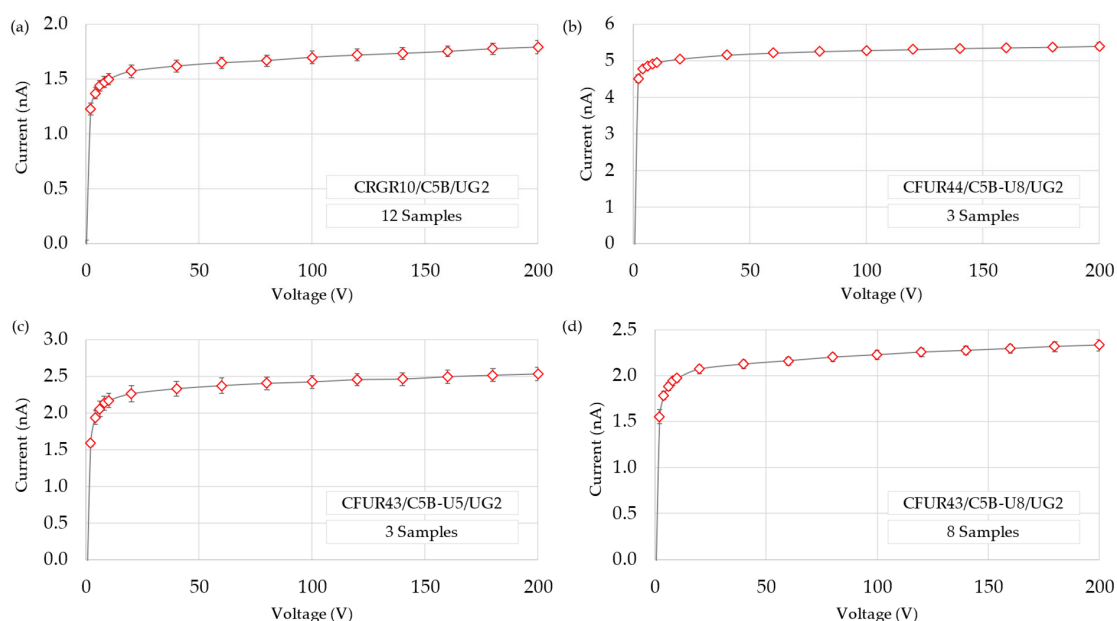 (a)
2.0
1.5
1.0
0.5
0.0
Current (nA)
CRGR10/C5B/UG2
12 Samples
0
50
100
150
200
Voltage (V)
(b)
6
5
4
3
2
1
0
Current (nA)
CFUR44/C5B-U8/UG2
3 Samples
0
50
100
150
200
Voltage (V)
(c)
3.0
2.5
2.0
1.5
1.0
0.5
0.0
Current (nA)
CFUR43/C5B-U5/UG2
3 Samples
0
50
100
150
200
Voltage (V)
(d)
2.5
2.0
1.5
1.0
0.5
0.0
Current (nA)
CFUR43/C5B-U8/UG2
8 Samples
0
50
100
150
200
Voltage (V)